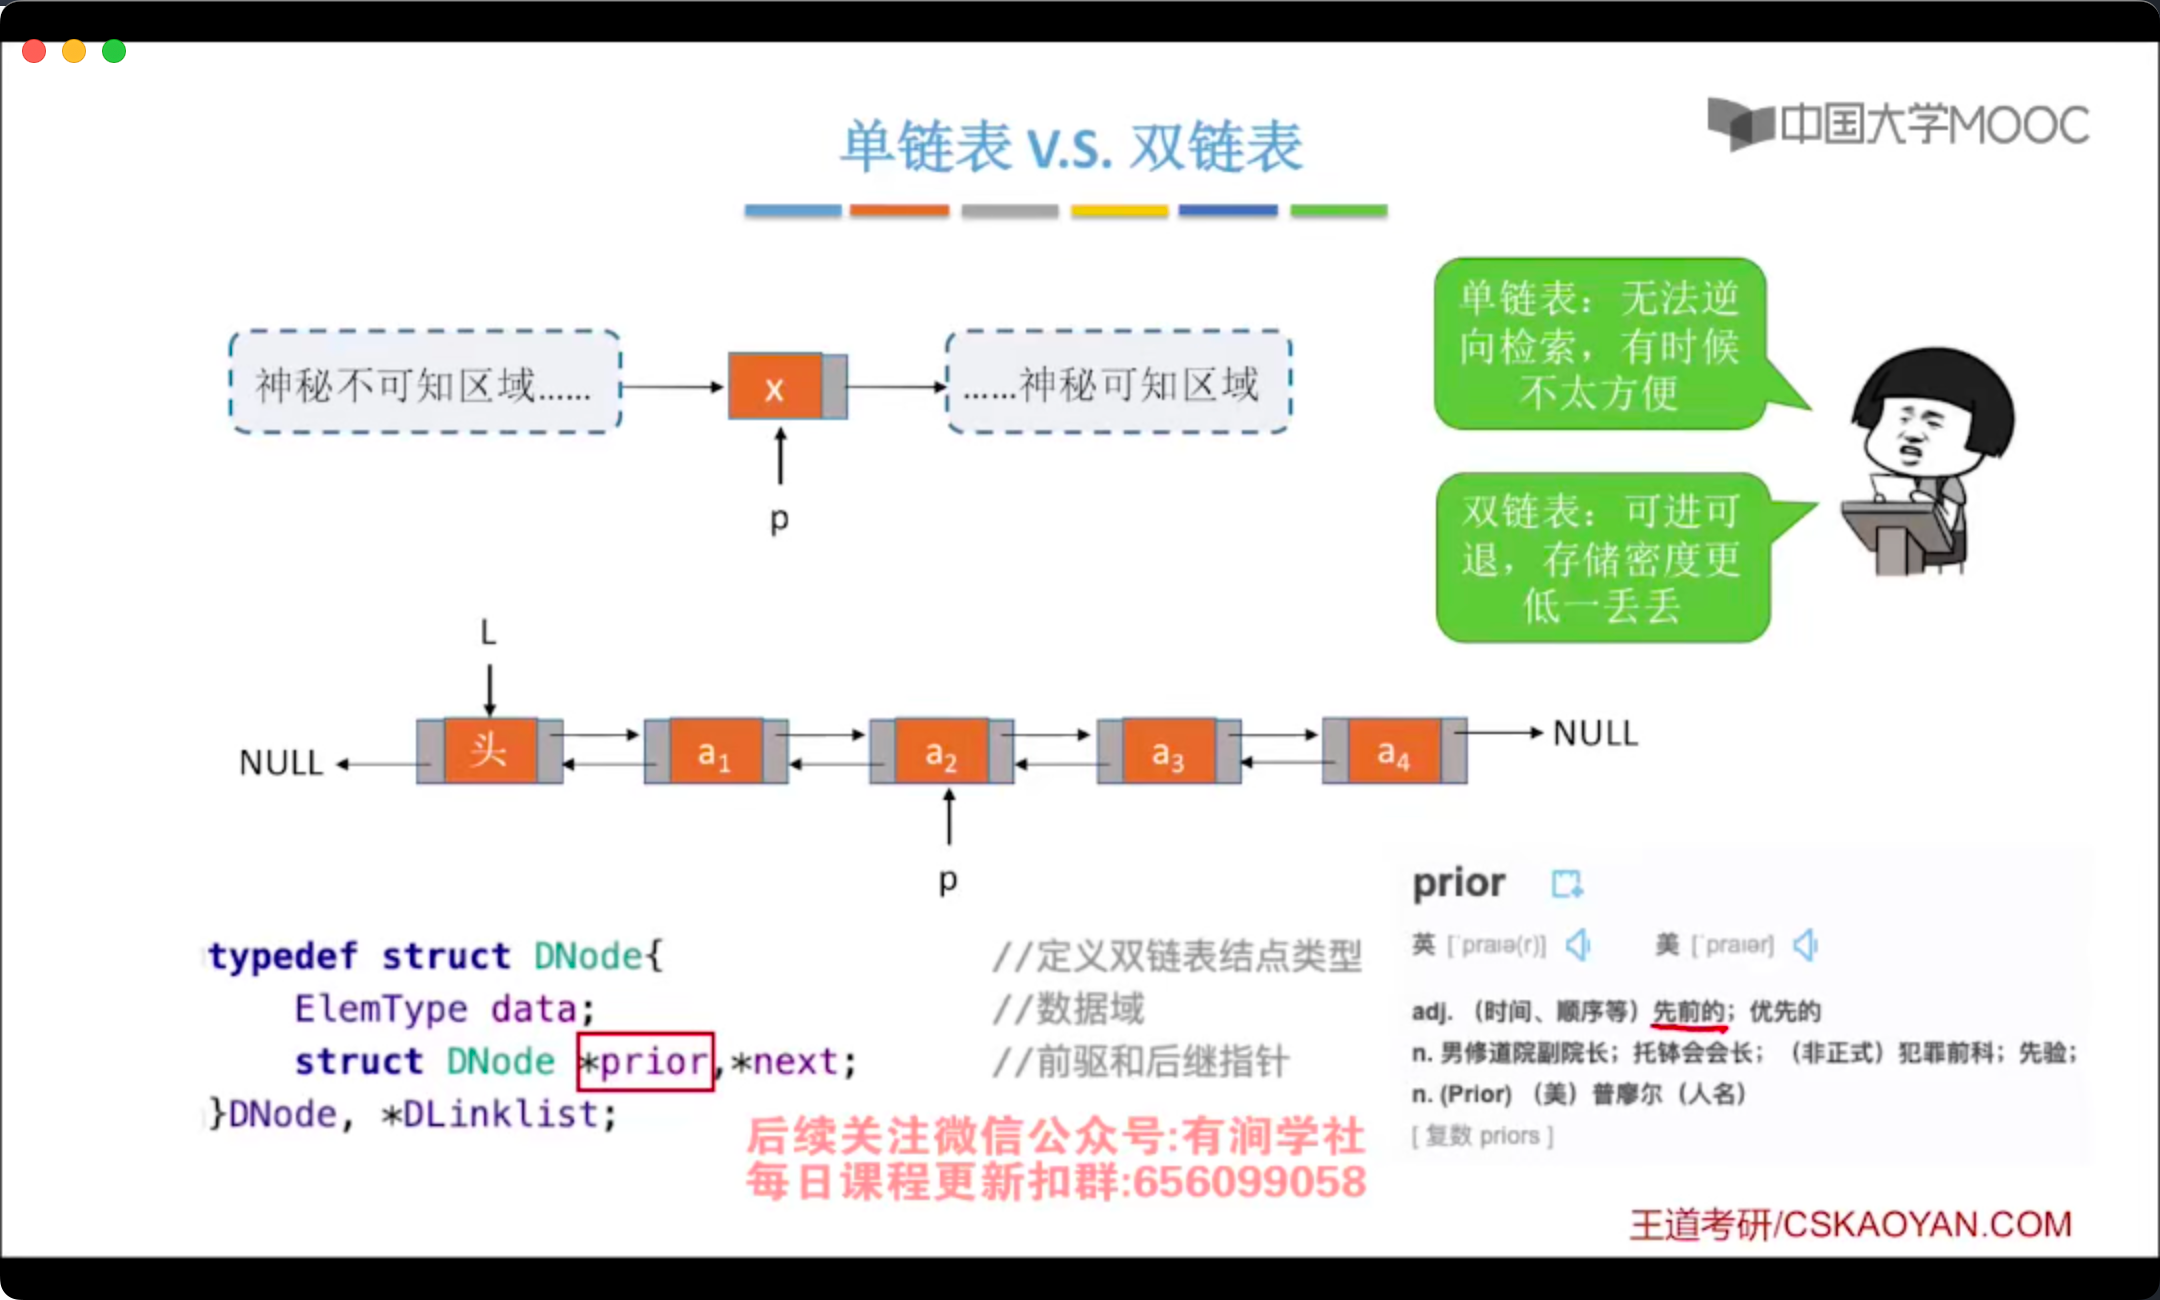 中国大学MOOC
单链表 V.S. 双链表
单链表：无法逆
向检索，有时候
不太方便
神秘不可知区域......
x
......神秘可知区域
p
双链表：可进可
退，存储密度更
低一丢丢
L
NULL
头
a1
a2
a3
a4
NULL
p
typedef struct DNode{ //定义双链表结点类型
ElemType data; //数据域
struct DNode *prior,*next; //前驱和后继指针
}DNode, *DLinklist;
prior
英 [ˈpraɪə(r)] 美 [ˈpraɪər]
adj. （时间、顺序等）先前的；优先的
n. 男修道院副院长；托钵会会长；（非正式）犯罪前科；先验；
n. (Prior) （美）普廖尔（人名）
[ 复数 priors ]
后续关注微信公众号:有涧学社
每日课程更新扣群:656099058
王道考研/CSKAOYAN.COM